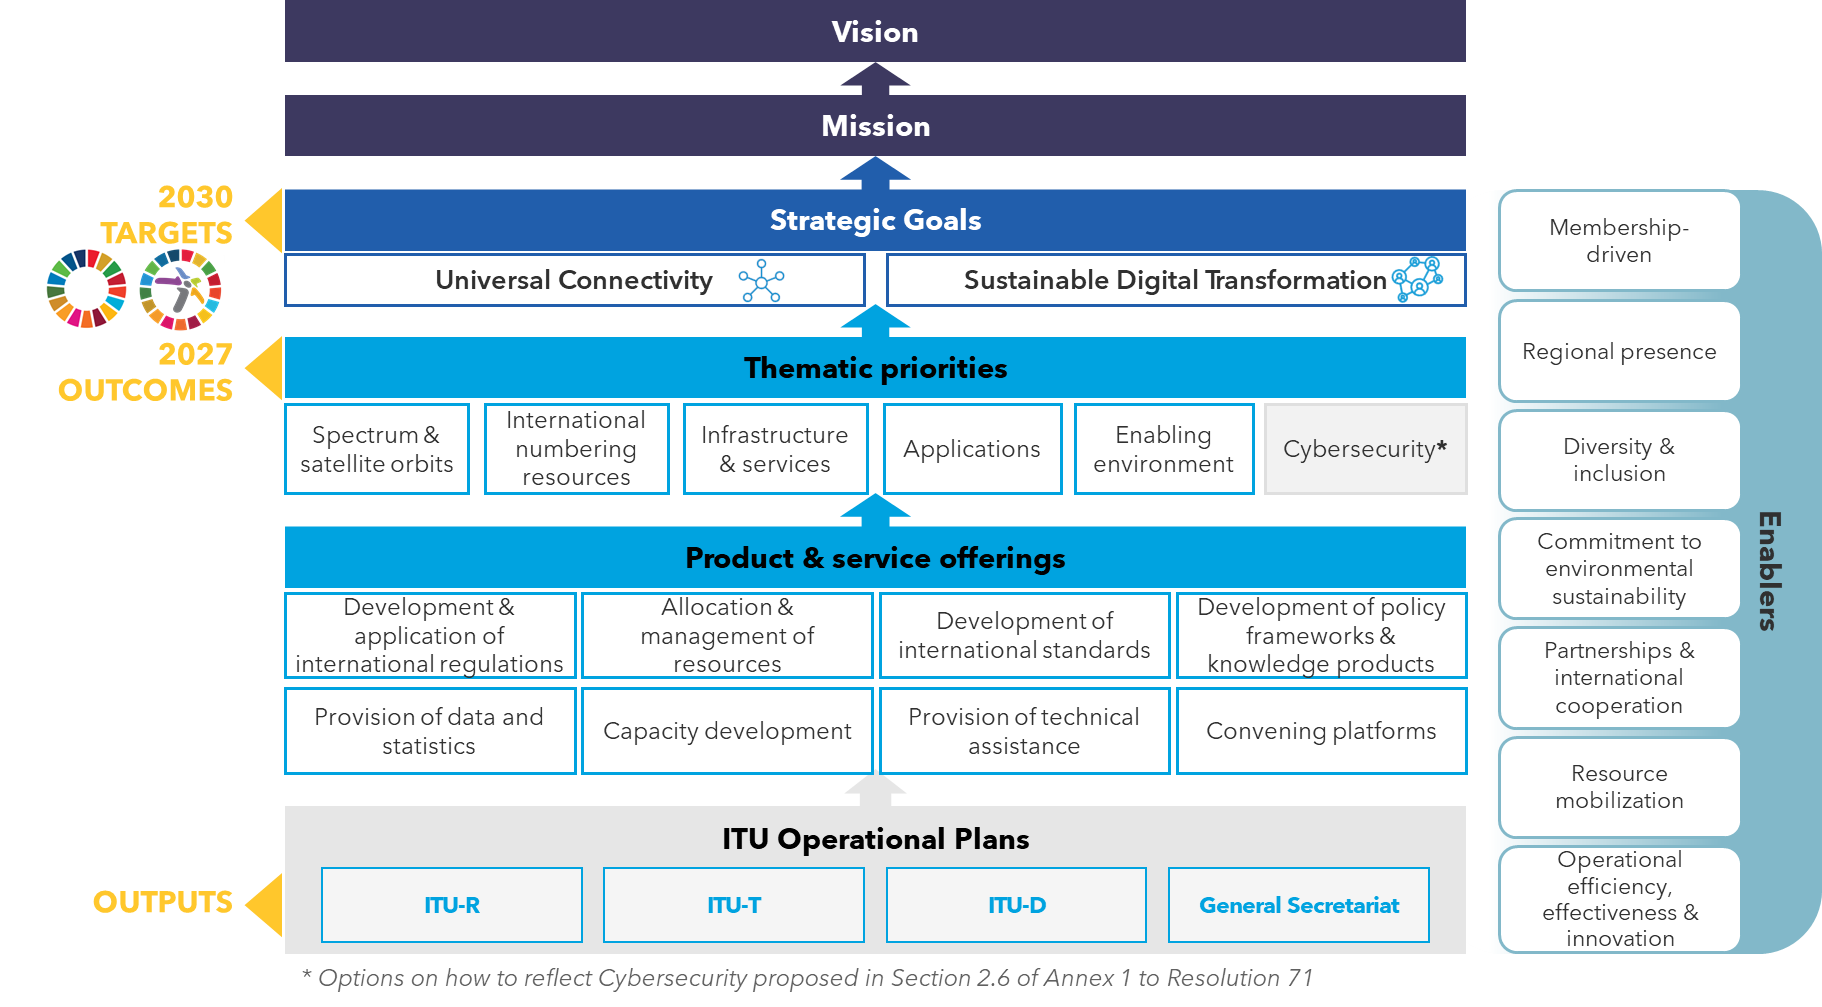 Vision
Mission
2030
TARGETS
Strategic Goals
Universal Connectivity
Sustainable Digital Transformation
2027
OUTCOMES
Thematic priorities
Spectrum &
satellite orbits
International
numbering
resources
Infrastructure
& services
Applications
Enabling
environment
Cybersecurity*
Product & service offerings
Development &
application of
international regulations
Allocation &
management of
resources
Development of
international standards
Development of policy
frameworks &
knowledge products
Provision of data and
statistics
Capacity development
Provision of technical
assistance
Convening platforms
ITU Operational Plans
OUTPUTS
ITU-R
ITU-T
ITU-D
General Secretariat
* Options on how to reflect Cybersecurity proposed in Section 2.6 of Annex 1 to Resolution 71
Membership-
driven
Regional presence
Diversity &
inclusion
Commitment to
environmental
sustainability
Partnerships &
international
cooperation
Resource
mobilization
Operational
efficiency,
effectiveness &
innovation
Enablers